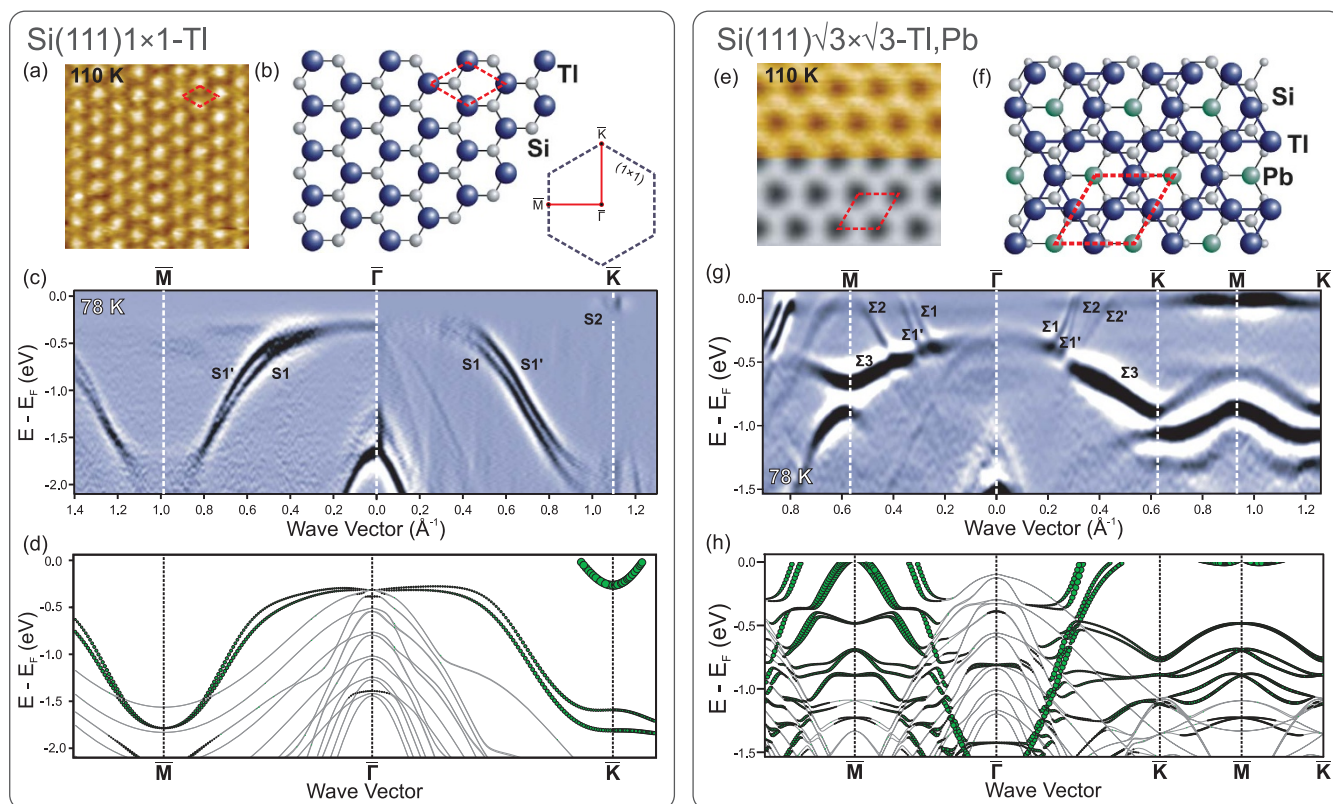 Si(111)1×1-Tl
(a)
110 K
(b)
Tl
Si
K̅
(1×1)
M̅
Γ̅
(c)
M̅ Γ̅ K̅
78 K
S2
S1' S1 S1 S1'
E - E_F (eV)
0.0
-0.5
-1.0
-1.5
-2.0
1.4 1.2 1.0 0.8 0.6 0.4 0.2 0.0 0.2 0.4 0.6 0.8 1.0 1.2
Wave Vector (Å⁻¹)
(d)
E - E_F (eV)
0.0
-0.5
-1.0
-1.5
-2.0
M̅ Γ̅ K̅
Wave Vector
Si(111)√3×√3-Tl,Pb
(e)
110 K
(f)
Si
Tl
Pb
(g)
M̅ Γ̅ K̅ M̅ K̅
Σ2 Σ1 Σ2
Σ1 Σ2'
Σ1' Σ1'
Σ3 Σ3
78 K
E - E_F (eV)
0.0
-0.5
-1.0
-1.5
0.8 0.6 0.4 0.2 0.0 0.2 0.4 0.6 0.8 1.0 1.2
Wave Vector (Å⁻¹)
(h)
E - E_F (eV)
0.0
-0.5
-1.0
-1.5
M̅ Γ̅ K̅ M̅ K̅
Wave Vector